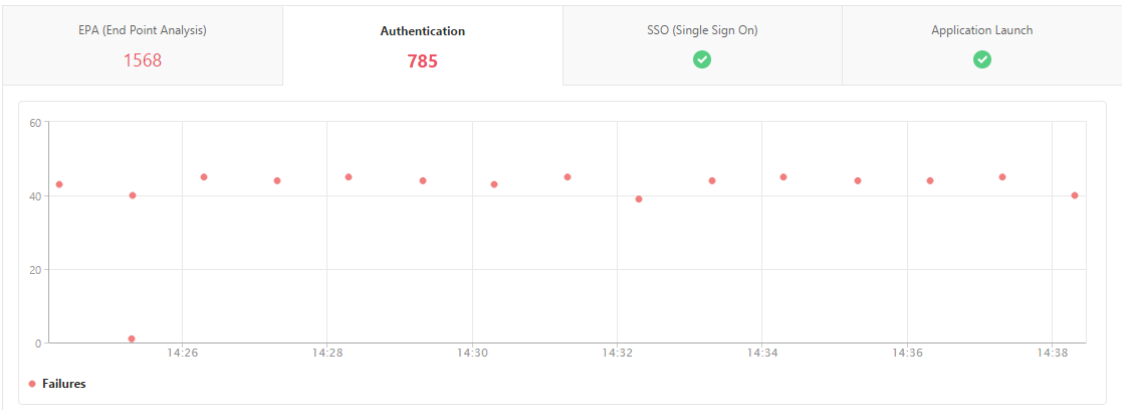 EPA (End Point Analysis)
1568
Authentication
785
SSO (Single Sign On)
Application Launch
60
40
20
0
14:26 14:28 14:30 14:32 14:34 14:36 14:38
Failures